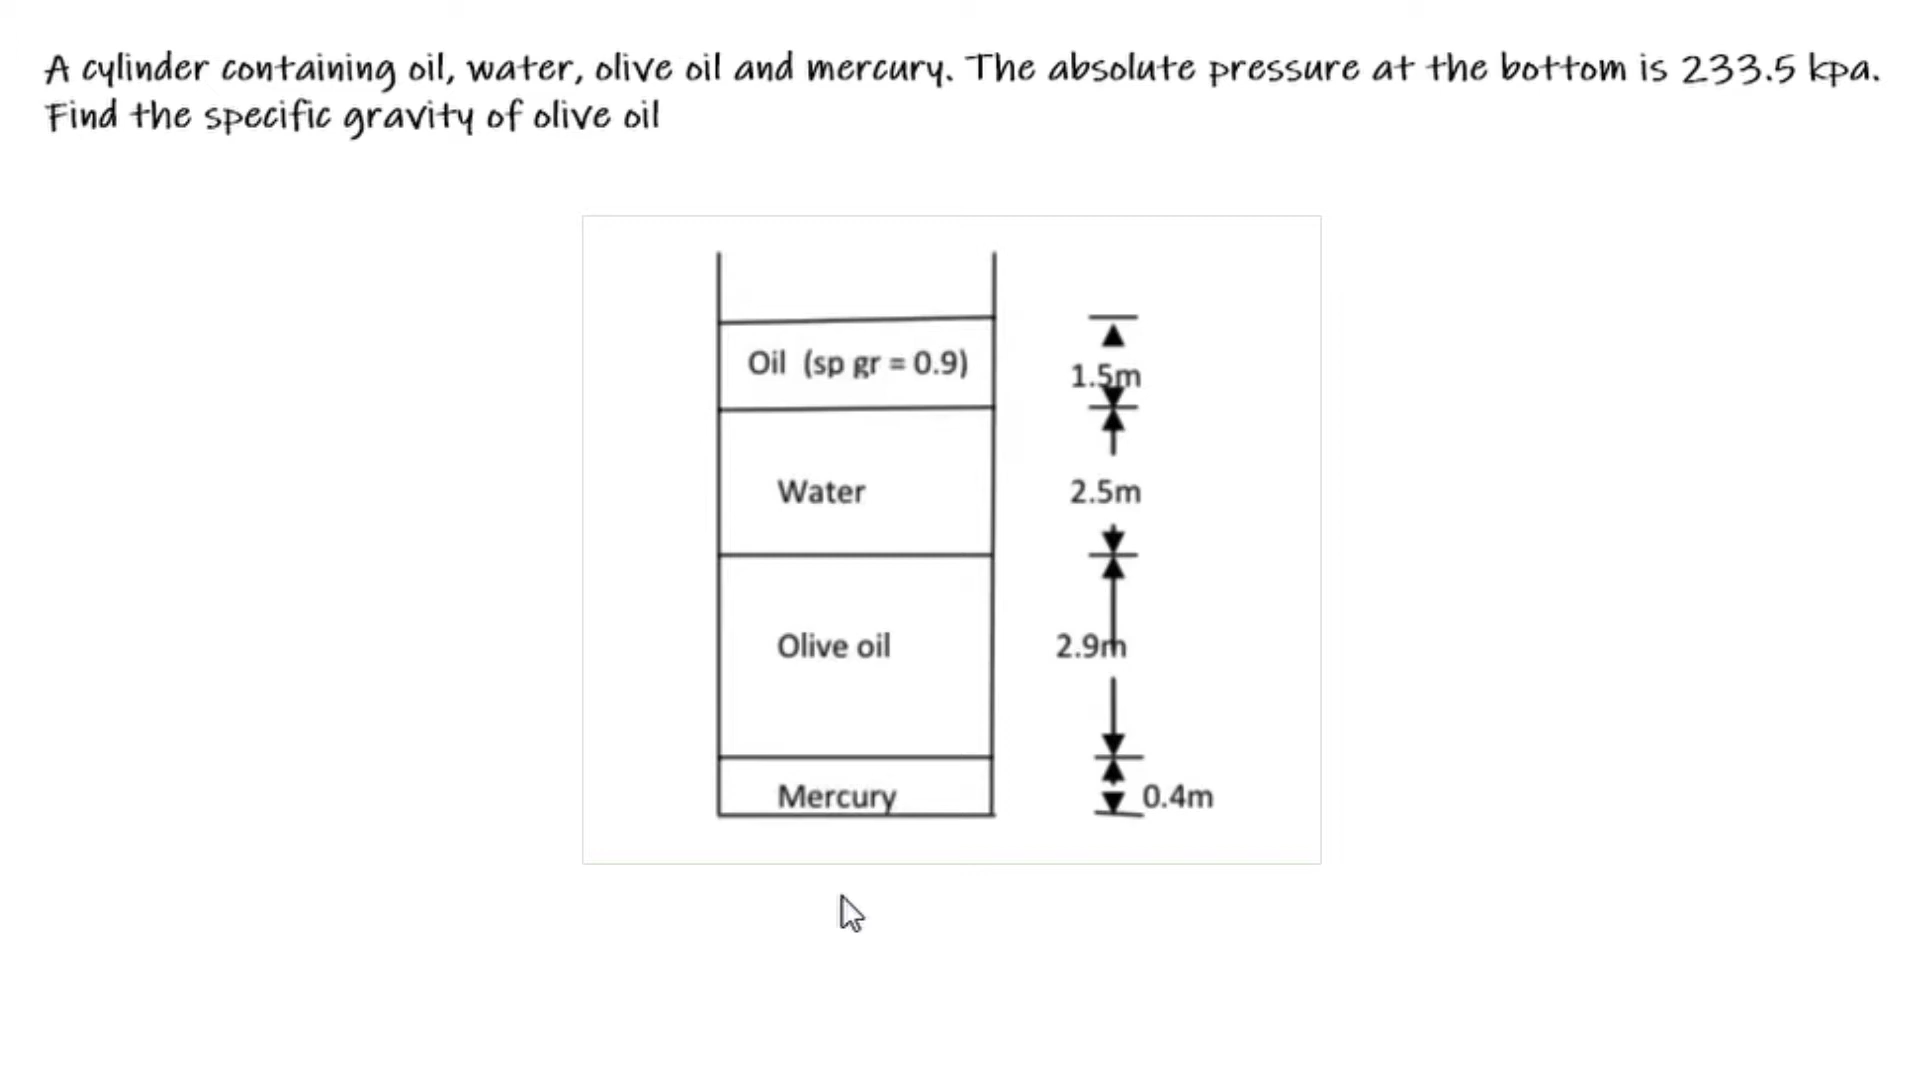 A cylinder containing oil, water, olive oil and mercury. The absolute pressure at the bottom is 233.5 kpa.
Find the specific gravity of olive oil
Oil (sp gr = 0.9)
1.5m
Water
2.5m
Olive oil
2.9m
Mercury
0.4m